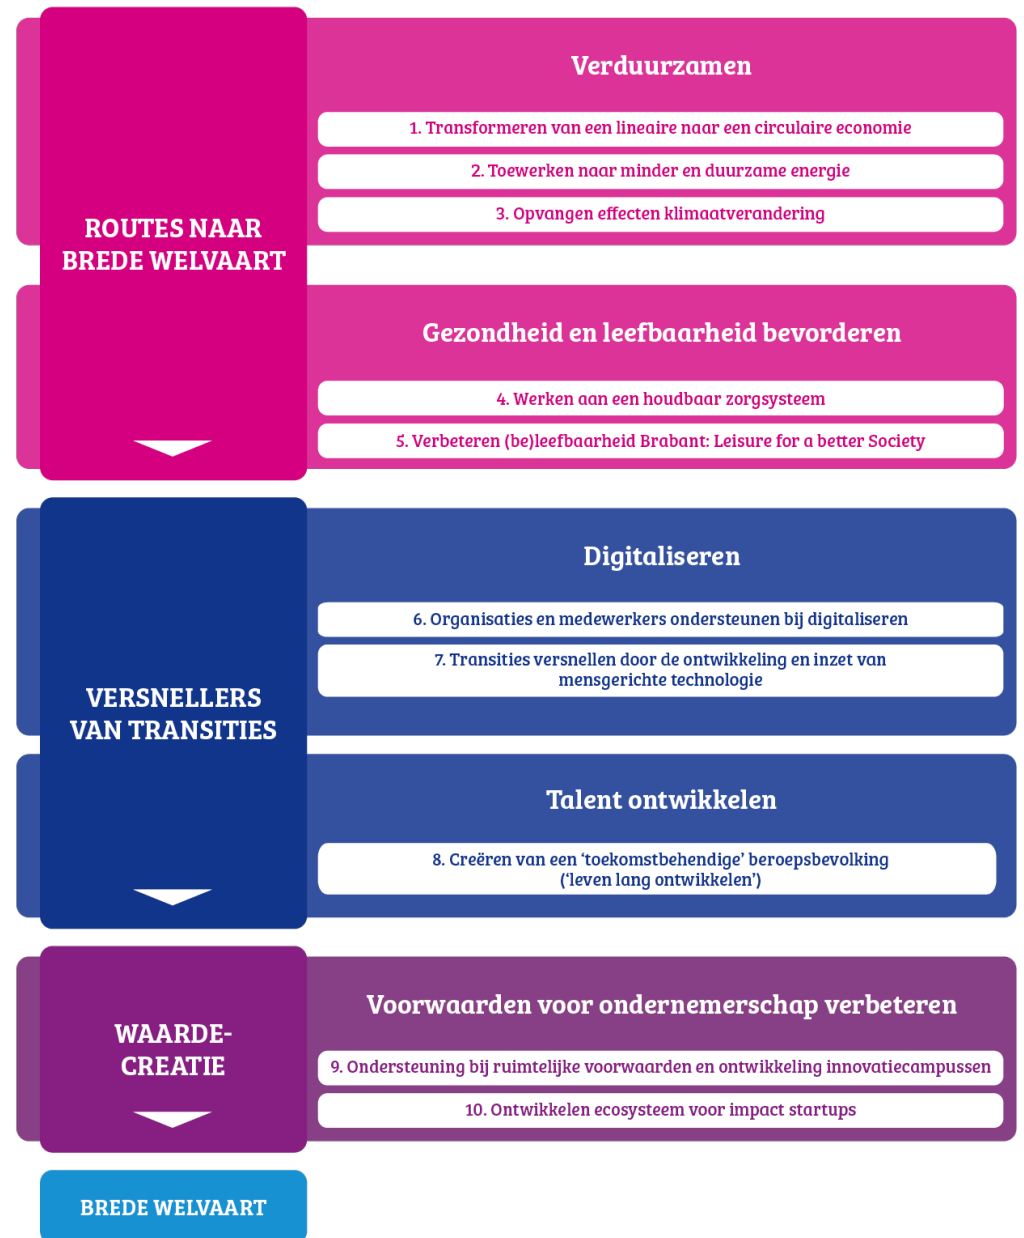 ROUTES NAAR
BREDE WELVAART
Verduurzamen
1. Transformeren van een lineaire naar een circulaire economie
2. Toewerken naar minder en duurzame energie
3. Opvangen effecten klimaatverandering
Gezondheid en leefbaarheid bevorderen
4. Werken aan een houdbaar zorgsysteem
5. Verbeteren (be)leefbaarheid Brabant: Leisure for a better Society
VERSNELLERS
VAN TRANSITIES
Digitaliseren
6. Organisaties en medewerkers ondersteunen bij digitaliseren
7. Transities versnellen door de ontwikkeling en inzet van
mensgerichte technologie
Talent ontwikkelen
8. Creëren van een ‘toekomstbehendige’ beroepsbevolking
(‘leven lang ontwikkelen’)
WAARDE-
CREATIE
Voorwaarden voor ondernemerschap verbeteren
9. Ondersteuning bij ruimtelijke voorwaarden en ontwikkeling innovatiecampussen
10. Ontwikkelen ecosysteem voor impact startups
BREDE WELVAART